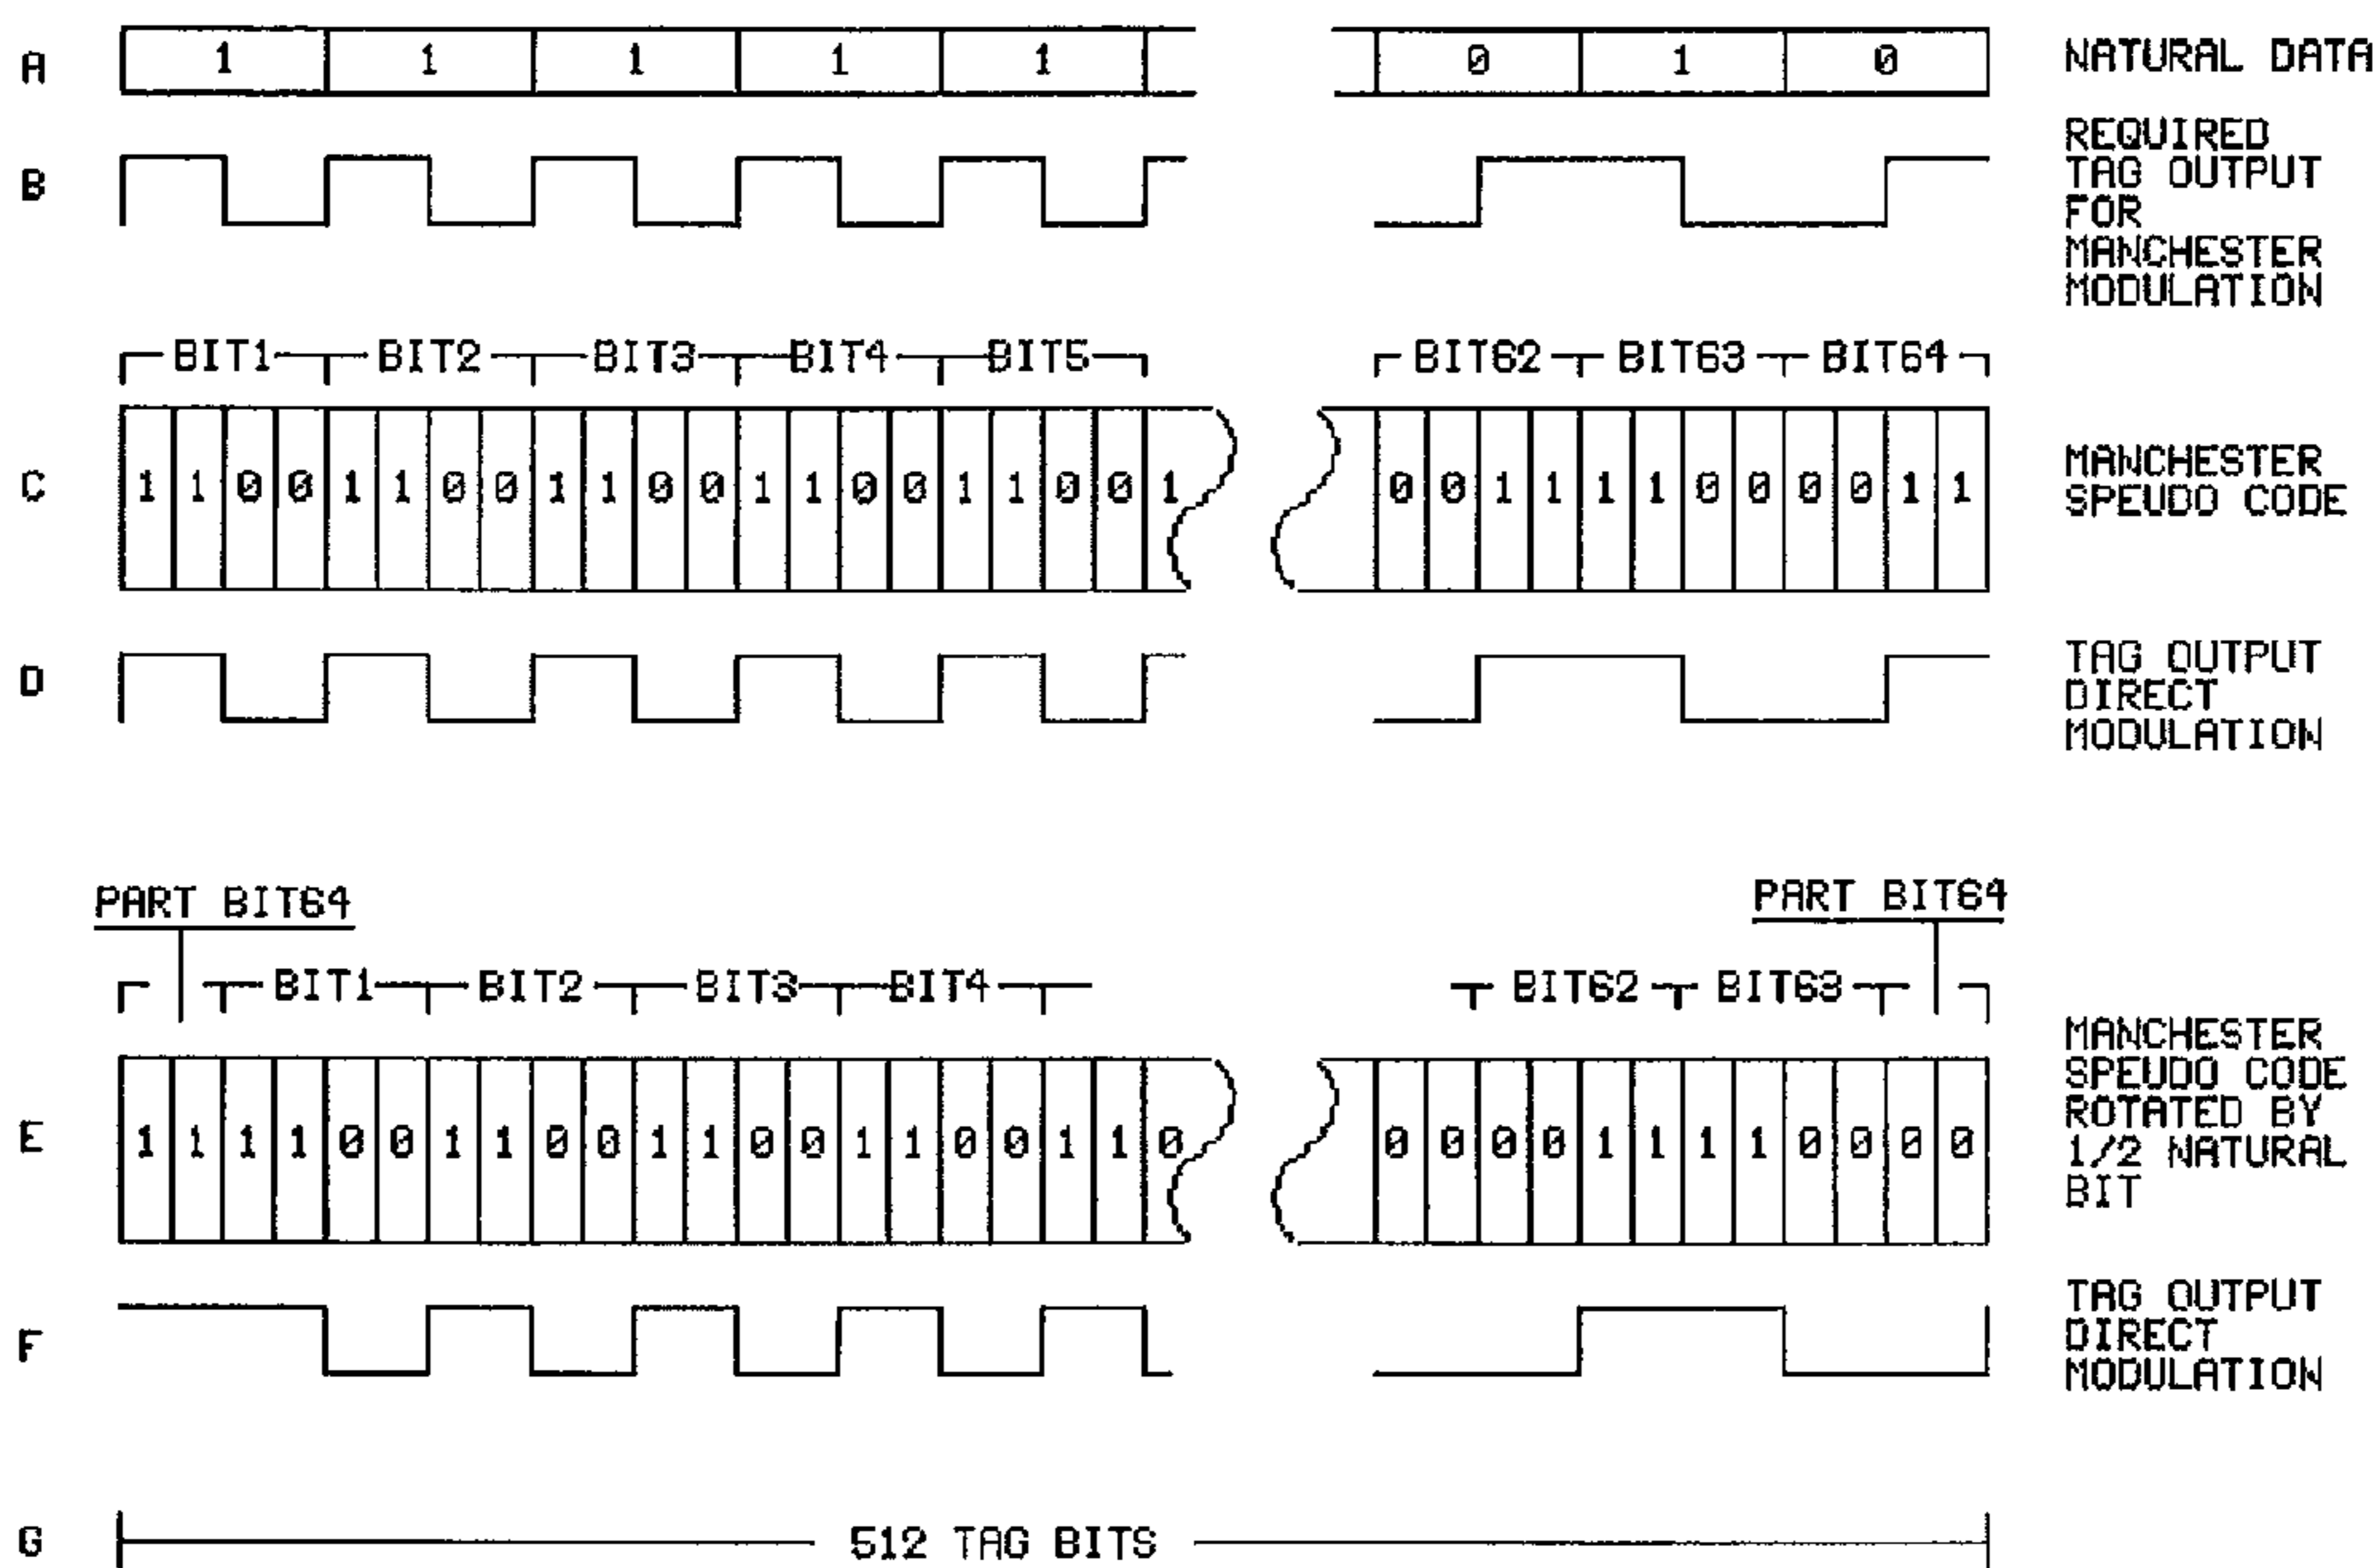 A 1 1 1 1 1 0 1 0 NATURAL DATA
B REQUIRED
TAG OUTPUT
FOR
MANCHESTER
MODULATION
BIT1 BIT2 BIT3 BIT4 BIT5 BIT62 BIT63 BIT64
C 1 1 0 0 1 1 0 0 1 1 0 0 1 1 0 0 1 1 0 0 1 0 0 1 1 1 1 0 0 0 0 1 1 MANCHESTER
SPEUDO CODE
D TAG OUTPUT
DIRECT
MODULATION
PART BIT64 PART BIT64
BIT1 BIT2 BIT3 BIT4 BIT62 BIT63
E 1 1 1 1 0 0 1 1 0 0 1 1 0 0 1 1 0 0 1 1 0 0 0 0 0 1 1 1 1 0 0 0 0 MANCHESTER
SPEUDO CODE
ROTATED BY
1/2 NATURAL
BIT
F TAG OUTPUT
DIRECT
MODULATION
G 512 TAG BITS